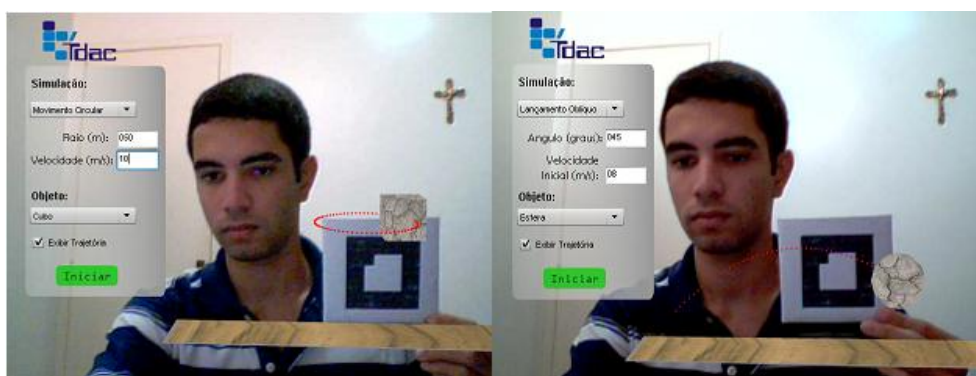 Tdac
Simulação:
Movimento Circular
Raio (m): 050
Velocidade (m/s): 10
Objeto:
Cubo
Exibir Trajetória
Iniciar
Tdac
Simulação:
Lançamento Oblíquo
Angulo (graus): 045
Velocidade
Inicial (m/s): 08
Objeto:
Esfera
Exibir Trajetória
Iniciar